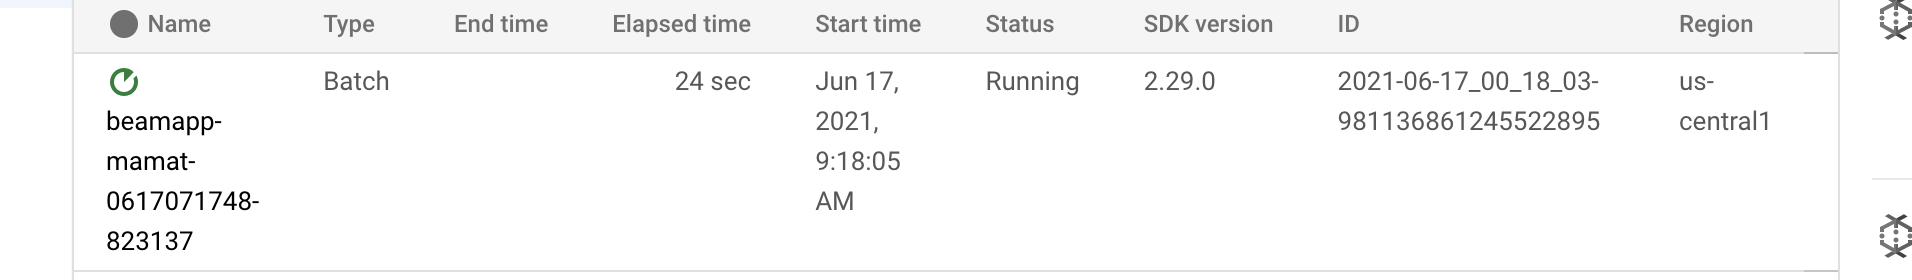 Name Type End time Elapsed time Start time Status SDK version ID Region
Batch 24 sec Jun 17, Running 2.29.0 2021-06-17_00_18_03- us-
beamapp- 2021, 981136861245522895 central1
mamat- 9:18:05
0617071748- AM
823137